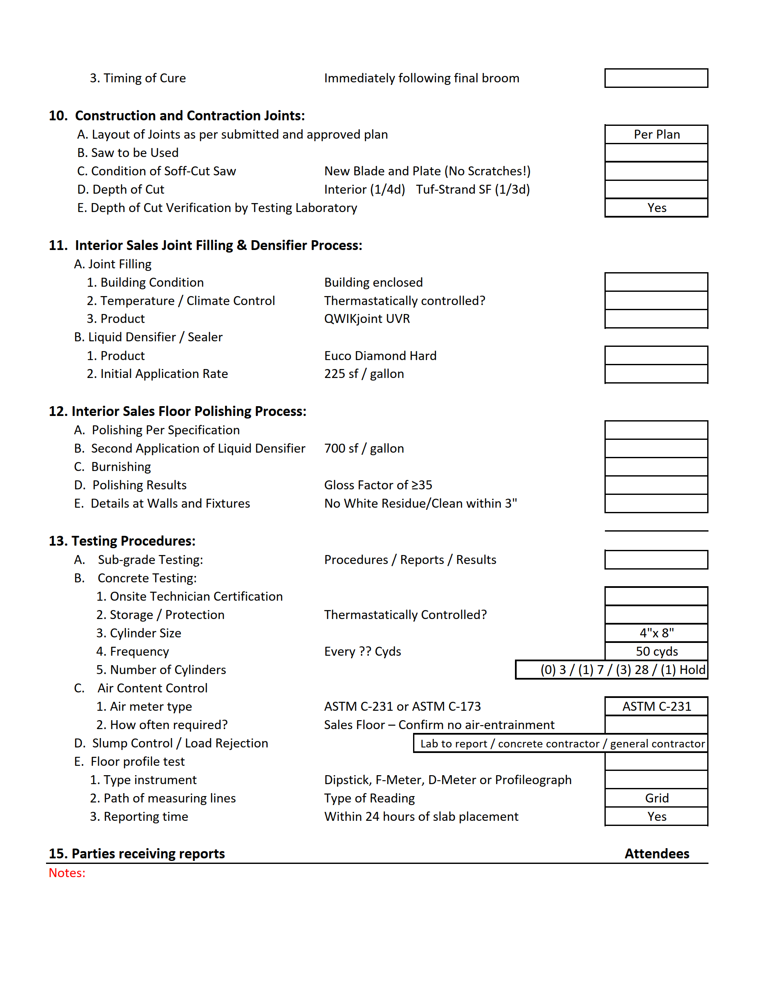 3. Timing of Cure Immediately following final broom
10. Construction and Contraction Joints:
A. Layout of Joints as per submitted and approved plan Per Plan
B. Saw to be Used
C. Condition of Soff-Cut Saw New Blade and Plate (No Scratches!)
D. Depth of Cut Interior (1/4d) Tuf-Strand SF (1/3d)
E. Depth of Cut Verification by Testing Laboratory Yes
11. Interior Sales Joint Filling & Densifier Process:
A. Joint Filling
1. Building Condition Building enclosed
2. Temperature / Climate Control Thermastatically controlled?
3. Product QWIKjoint UVR
B. Liquid Densifier / Sealer
1. Product Euco Diamond Hard
2. Initial Application Rate 225 sf / gallon
12. Interior Sales Floor Polishing Process:
A. Polishing Per Specification
B. Second Application of Liquid Densifier 700 sf / gallon
C. Burnishing
D. Polishing Results Gloss Factor of ≥35
E. Details at Walls and Fixtures No White Residue/Clean within 3"
13. Testing Procedures:
A. Sub-grade Testing: Procedures / Reports / Results
B. Concrete Testing:
1. Onsite Technician Certification
2. Storage / Protection Thermastatically Controlled?
3. Cylinder Size 4"x 8"
4. Frequency Every ?? Cyds 50 cyds
5. Number of Cylinders (0) 3 / (1) 7 / (3) 28 / (1) Hold
C. Air Content Control
1. Air meter type ASTM C-231 or ASTM C-173 ASTM C-231
2. How often required? Sales Floor – Confirm no air-entrainment
D. Slump Control / Load Rejection Lab to report / concrete contractor / general contractor
E. Floor profile test
1. Type instrument Dipstick, F-Meter, D-Meter or Profileograph
2. Path of measuring lines Type of Reading Grid
3. Reporting time Within 24 hours of slab placement Yes
15. Parties receiving reports Attendees
Notes: